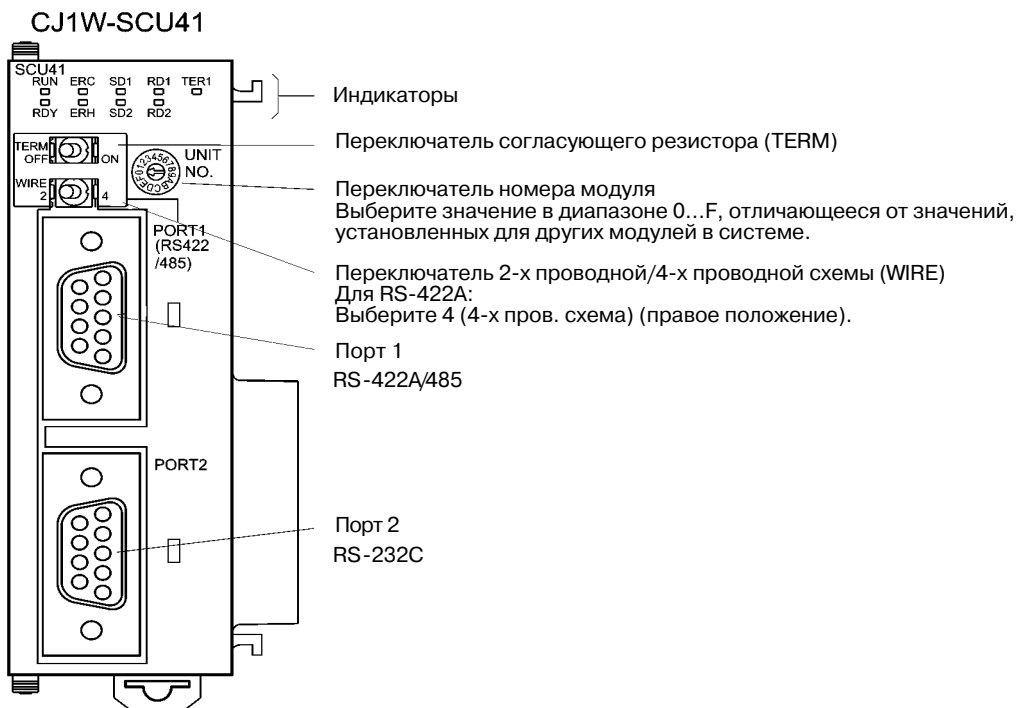 CJ1W-SCU41
SCU41
RUN ERC SD1 RD1 TER1
RDY ERH SD2 RD2
Индикаторы
TERM
OFF ON
Переключатель согласующего резистора (TERM)
0123456789ABCDEF
UNIT
NO.
WIRE
2 4
Переключатель номера модуля
Выберите значение в диапазоне 0...F, отличающееся от значений,
установленных для других модулей в системе.
PORT1
(RS422
/485)
Переключатель 2-х проводной/4-х проводной схемы (WIRE)
Для RS-422A:
Выберите 4 (4-х пров. схема) (правое положение).
Порт 1
RS-422A/485
PORT2
Порт 2
RS-232C